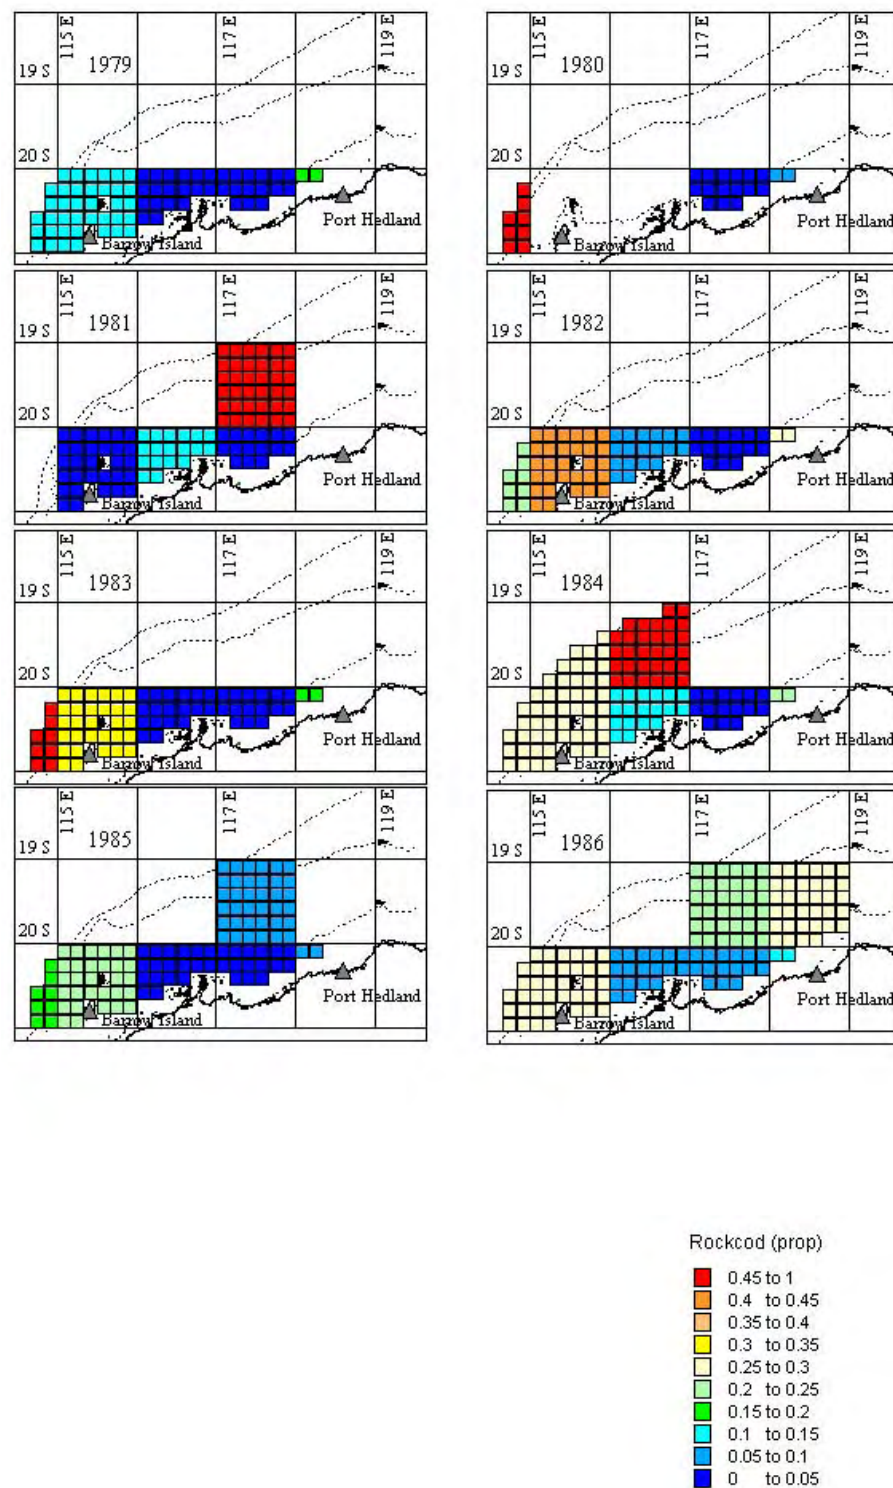 115 E
117 E
119 E
1979
19 S
20 S
Barrow Island
Port Hedland
115 E
117 E
119 E
1980
19 S
20 S
Barrow Island
Port Hedland
115 E
117 E
119 E
1981
19 S
20 S
Barrow Island
Port Hedland
115 E
117 E
119 E
1982
19 S
20 S
Barrow Island
Port Hedland
115 E
117 E
119 E
1983
19 S
20 S
Barrow Island
Port Hedland
115 E
117 E
119 E
1984
19 S
20 S
Barrow Island
Port Hedland
115 E
117 E
119 E
1985
19 S
20 S
Barrow Island
Port Hedland
115 E
117 E
119 E
1986
19 S
20 S
Barrow Island
Port Hedland
Rockcod (prop)
0.45 to 1
0.4 to 0.45
0.35 to 0.4
0.3 to 0.35
0.25 to 0.3
0.2 to 0.25
0.15 to 0.2
0.1 to 0.15
0.05 to 0.1
0 to 0.05